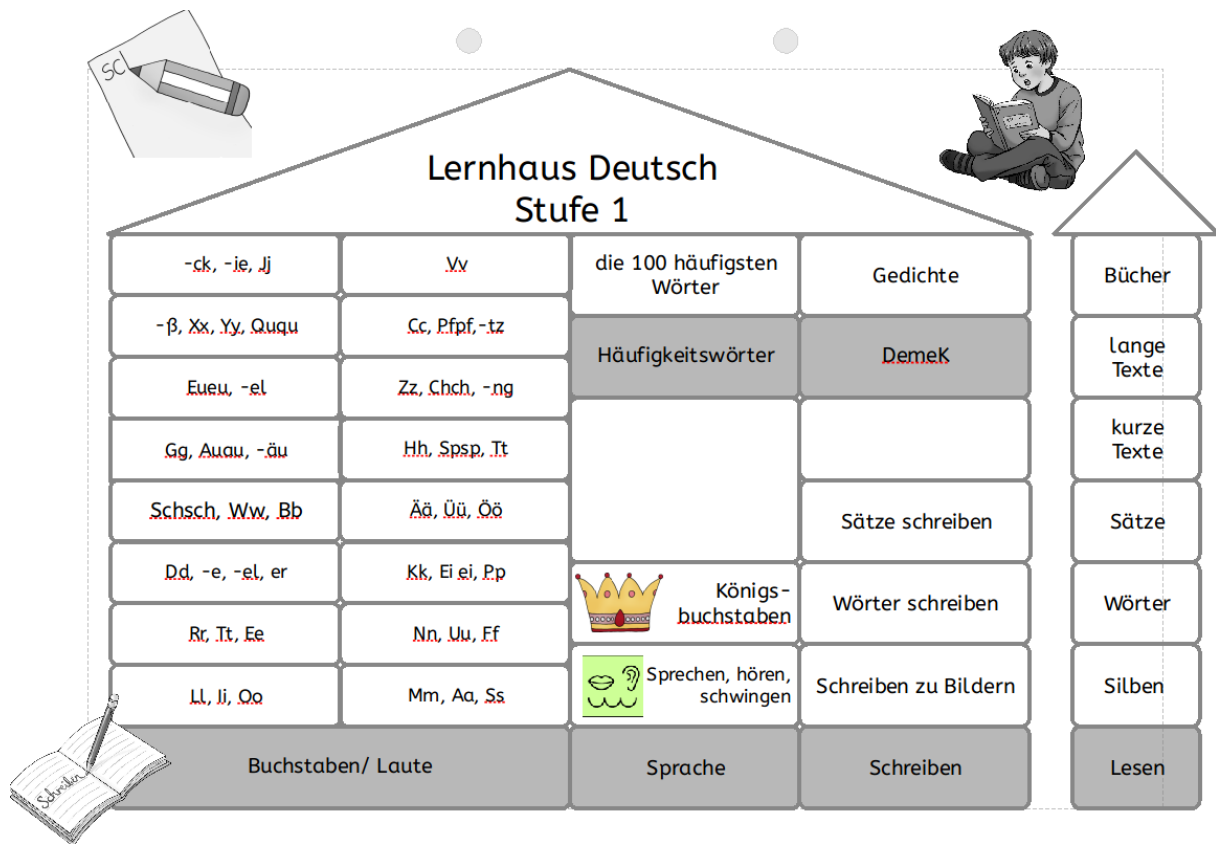 SC
Lernhaus Deutsch
Stufe 1
-ck, -ie, Jj
Vv
die 100 häufigsten
Wörter
Gedichte
Bücher
-β, Xx, Yy, Ququ
Cc, Pfpf,-tz
Häufigkeitswörter
DemeK
lange
Texte
Eueu, -el
Zz, Chch, -ng
kurze
Texte
Gg, Auau, -äu
Hh, Spsp, Tt
Schsch, Ww, Bb
Ää, Üü, Öö
Sätze schreiben
Sätze
Dd, -e, -el, er
Kk, Ei ei, Pp
Königs-
buchstaben
Wörter schreiben
Wörter
Rr, Tt, Ee
Nn, Uu, Ff
Ll, Ii, Oo
Mm, Aa, Ss
Sprechen, hören,
schwingen
Schreiben zu Bildern
Silben
Buchstaben/ Laute
Sprache
Schreiben
Lesen
Schreiben